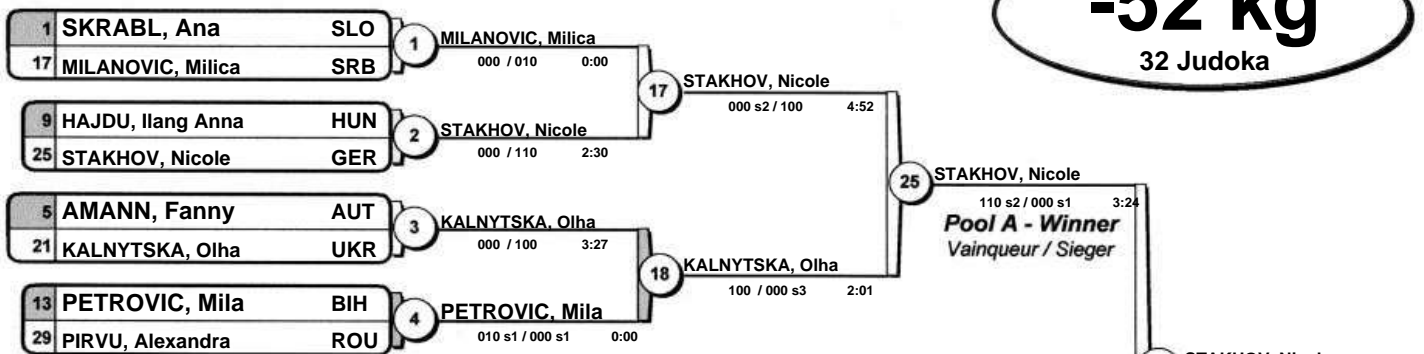 -52 kg
32 Judoka
1 SKRABL, Ana SLO
17 MILANOVIC, Milica SRB
1
MILANOVIC, Milica
000 / 010 0:00
9 HAJDU, Ilang Anna HUN
25 STAKHOV, Nicole GER
2
STAKHOV, Nicole
000 / 110 2:30
17
STAKHOV, Nicole
000 s2 / 100 4:52
5 AMANN, Fanny AUT
21 KALNYTSKA, Olha UKR
3
KALNYTSKA, Olha
000 / 100 3:27
13 PETROVIC, Mila BIH
29 PIRVU, Alexandra ROU
4
PETROVIC, Mila
010 s1 / 000 s1 0:00
18
KALNYTSKA, Olha
100 / 000 s3 2:01
25
STAKHOV, Nicole
110 s2 / 000 s1 3:24
Pool A - Winner
Vainqueur / Sieger